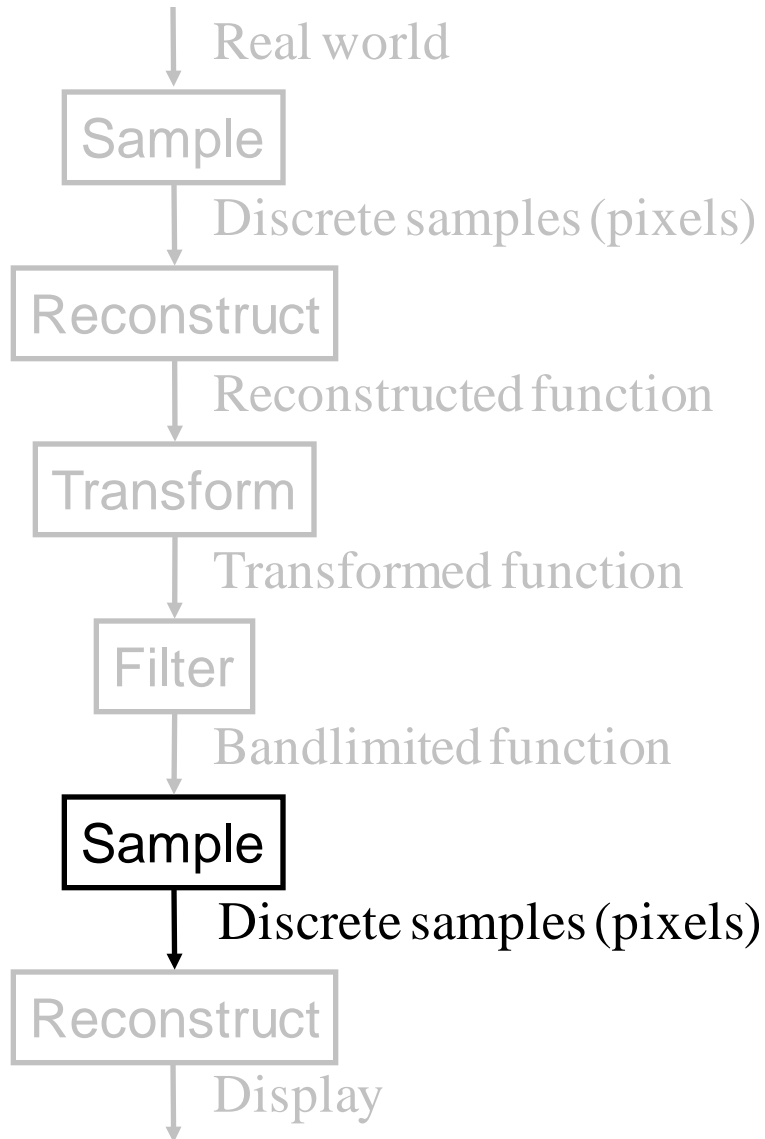 Real world
Sample
Discrete samples (pixels)
Reconstruct
Reconstructed function
Transform
Transformed function
Filter
Bandlimited function
Sample
Discrete samples (pixels)
Reconstruct
Display